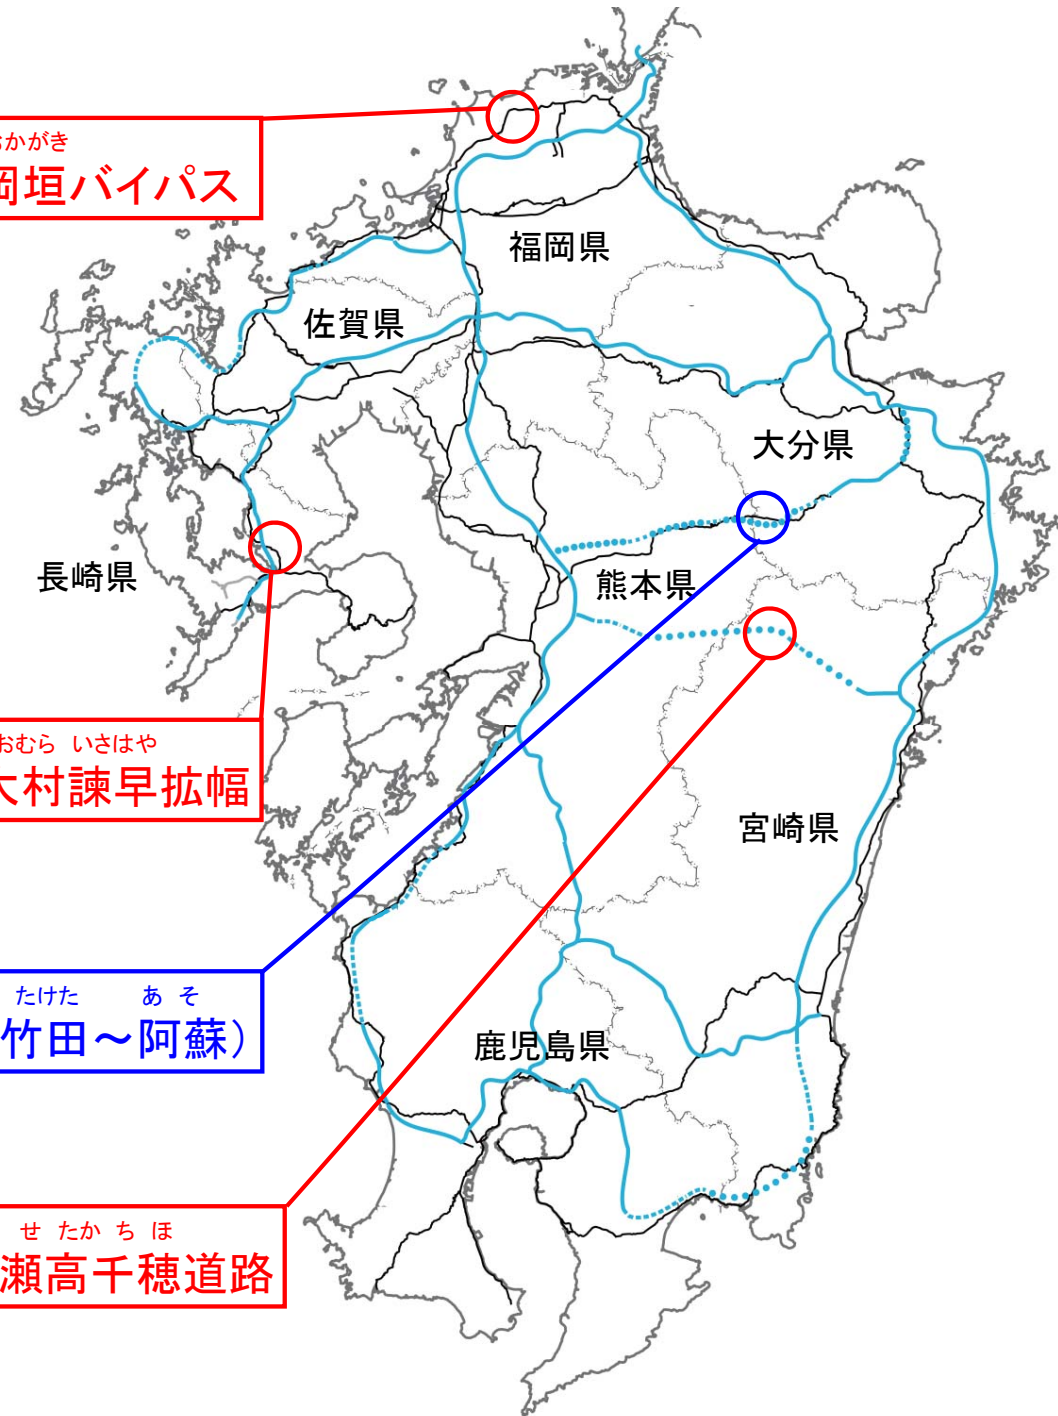 かがき
岡垣バイパス
福岡県
佐賀県
大分県
長崎県
熊本県
おむら いさはや
大村諫早拡幅
宮崎県
たけた あそ
竹田～阿蘇）
鹿児島県
せ たか ち ほ
瀬高千穂道路